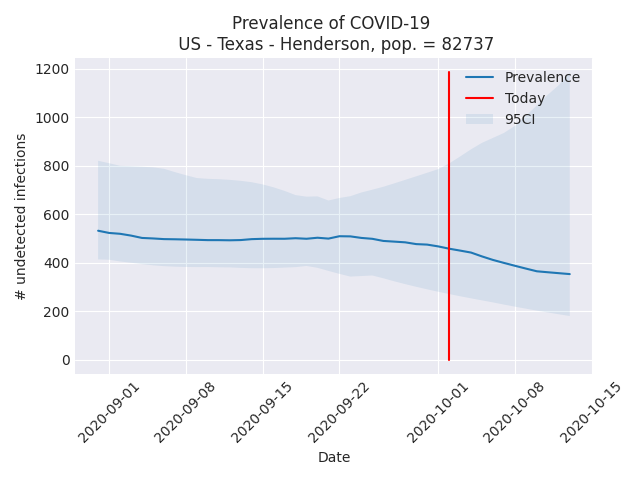 Prevalence of COVID-19
US - Texas - Henderson, pop. = 82737
1200
1000
800
600
400
200
0
# undetected infections
Prevalence
Today
95CI
2020-09-01
2020-09-08
2020-09-15
2020-09-22
2020-10-01
2020-10-08
2020-10-15
Date